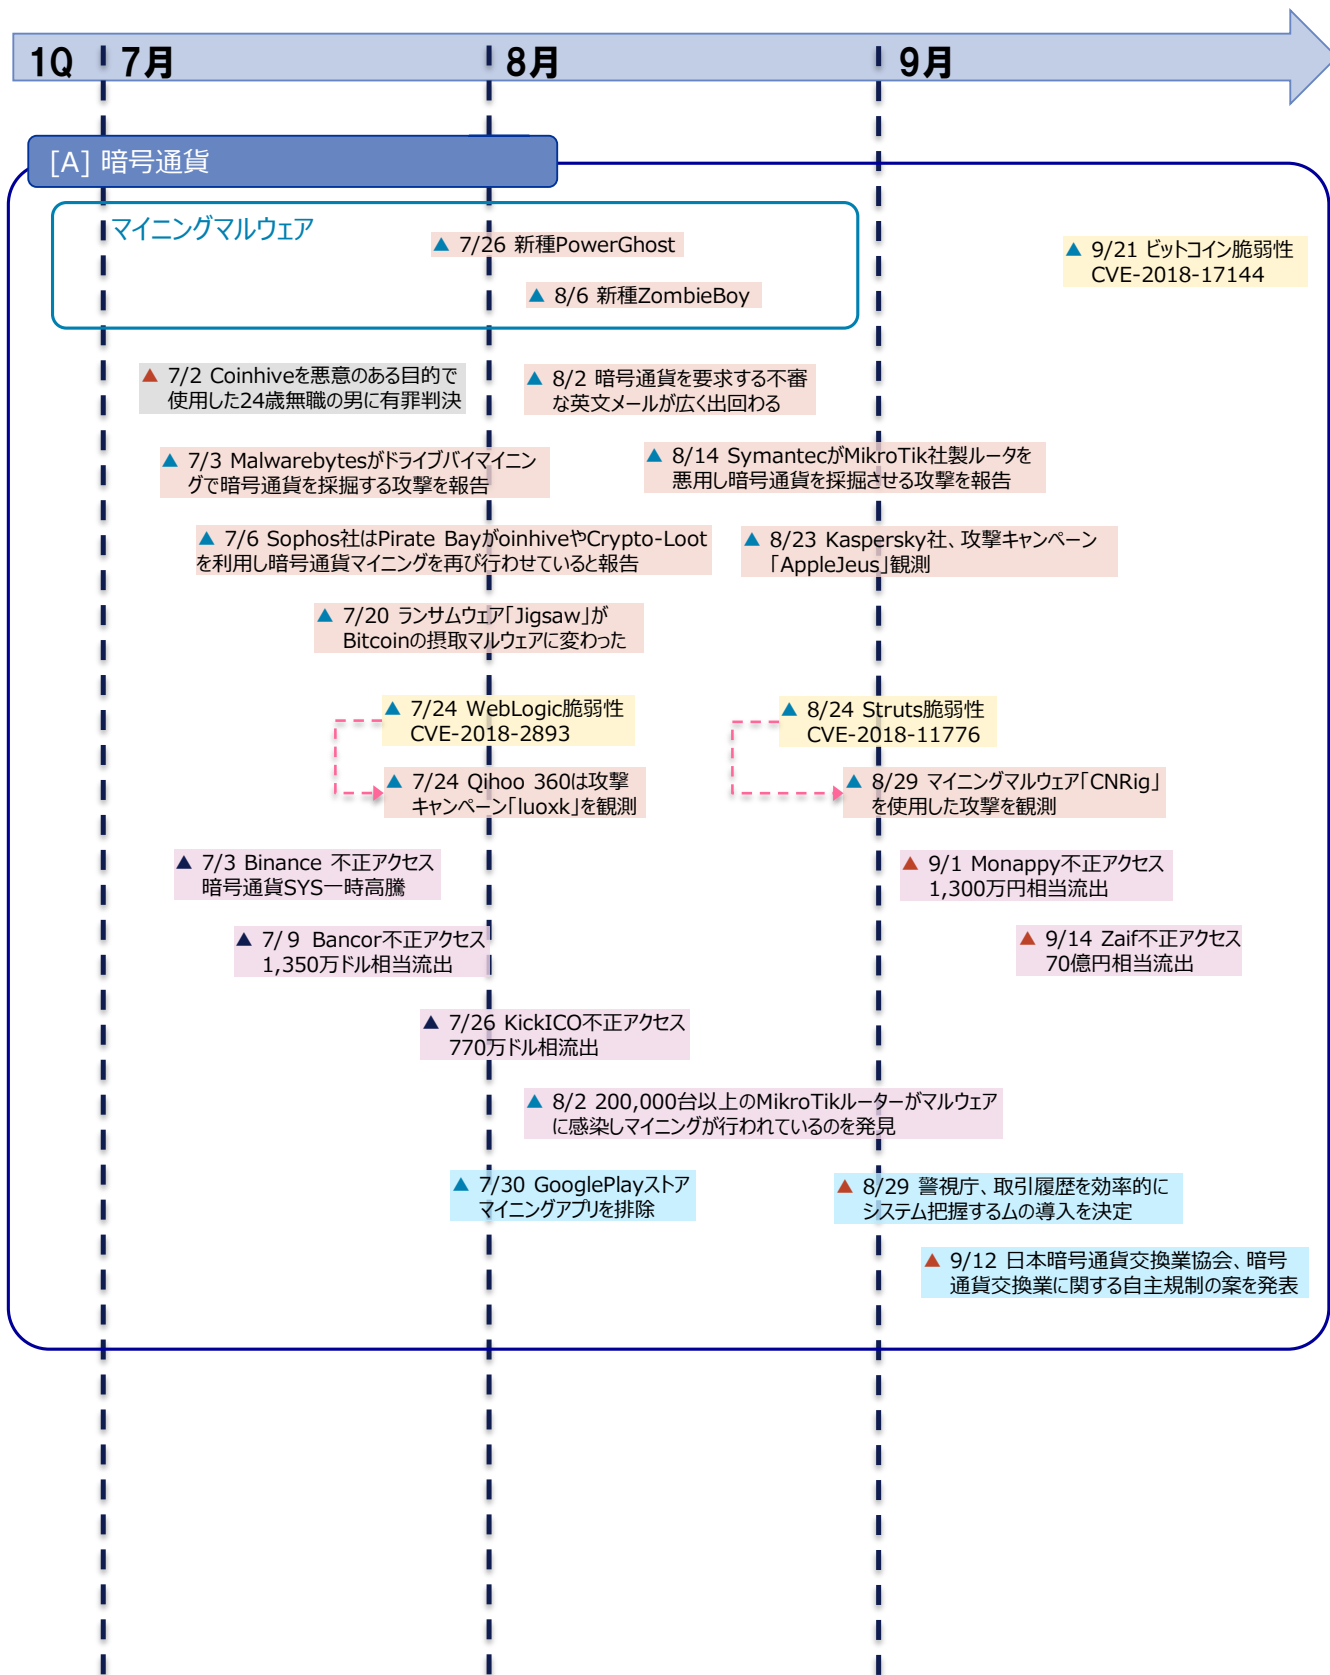 1Q
7月
8月
9月
[A] 暗号通貨
マイニングマルウェア
▲ 7/26 新種PowerGhost
▲ 8/6 新種ZombieBoy
▲ 9/21 ビットコイン脆弱性
CVE-2018-17144
▲ 7/2 Coinhiveを悪意のある目的で
使用した24歳無職の男に有罪判決
▲ 8/2 暗号通貨を要求する不審
な英文メールが広く出回わる
▲ 7/3 Malwarebytesがドライブバイマイニン
グで暗号通貨を採掘する攻撃を報告
▲ 8/14 SymantecがMikroTik社製ルータを
悪用し暗号通貨を採掘させる攻撃を報告
▲ 7/6 Sophos社はPirate Bayがoinhiveやcrypto-Loot
を利用し暗号通貨マイニングを再び行わせていると報告
▲ 8/23 Kaspersky社、攻撃キャンペーン
「AppleJeus」観測
▲ 7/20 ランサムウェア「Jigsaw」が
Bitcoinの摂取マルウェアに変わった
▲ 7/24 WebLogic脆弱性
CVE-2018-2893
▲ 8/24 Struts脆弱性
CVE-2018-11776
▲ 7/24 Qihoo 360は攻撃
キャンペーン「luoxk」を観測
▲ 8/29 マイニングマルウェア「CNRig」
を使用した攻撃を観測
▲ 7/3 Binance 不正アクセス
暗号通貨SYS一時高騰
▲ 9/1 Monappy不正アクセス
1,300万円相当流出
▲ 7/ 9 Bancor不正アクセス
1,350万ドル相当流出
▲ 9/14 Zaif不正アクセス
70億円相当流出
▲ 7/26 KickICO不正アクセス
770万ドル相流出
▲ 8/2 200,000台以上のMikroTikルーターがマルウェア
に感染しマイニングが行われているのを発見
▲ 7/30 GooglePlayストア
マイニングアプリを排除
▲ 8/29 警視庁、取引履歴を効率的に
システム把握するムの導入を決定
▲ 9/12 日本暗号通貨交換業協会、暗号
通貨交換業に関する自主規制の案を発表